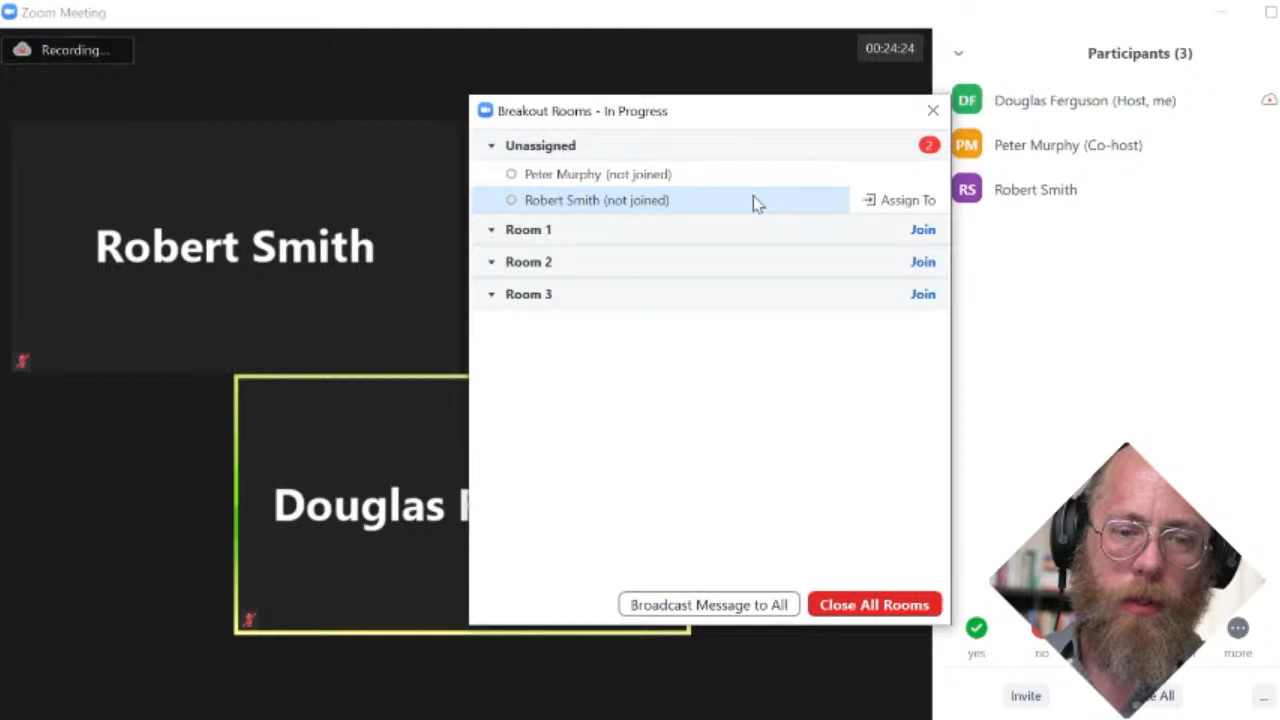 Zoom Meeting
Recording...
00:24:24
Robert Smith
Douglas
Breakout Rooms - In Progress
Unassigned
2
Peter Murphy (not joined)
Robert Smith (not joined)
Assign To
Room 1
Join
Room 2
Join
Room 3
Join
Broadcast Message to All
Close All Rooms
Participants (3)
DF
Douglas Ferguson (Host, me)
PM
Peter Murphy (Co-host)
RS
Robert Smith
yes
no
more
Invite
All
...